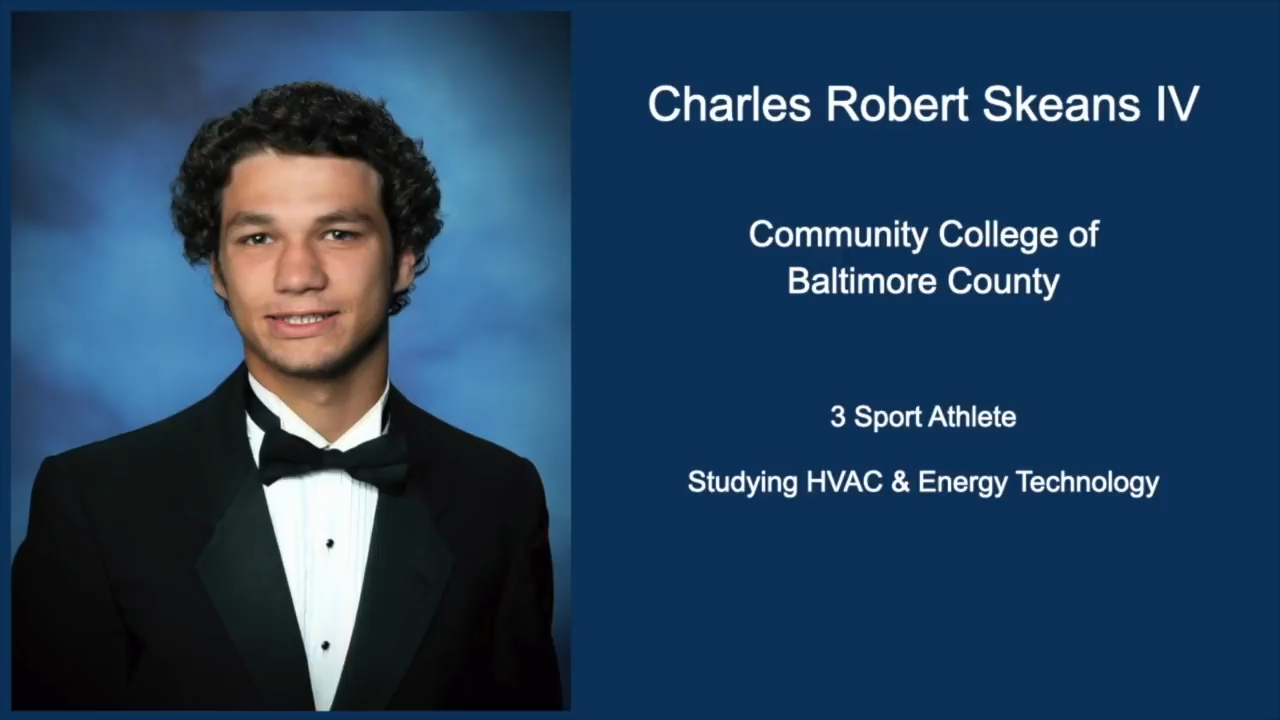 Charles Robert Skeans IV
Community College of
Baltimore County
3 Sport Athlete
Studying HVAC & Energy Technology